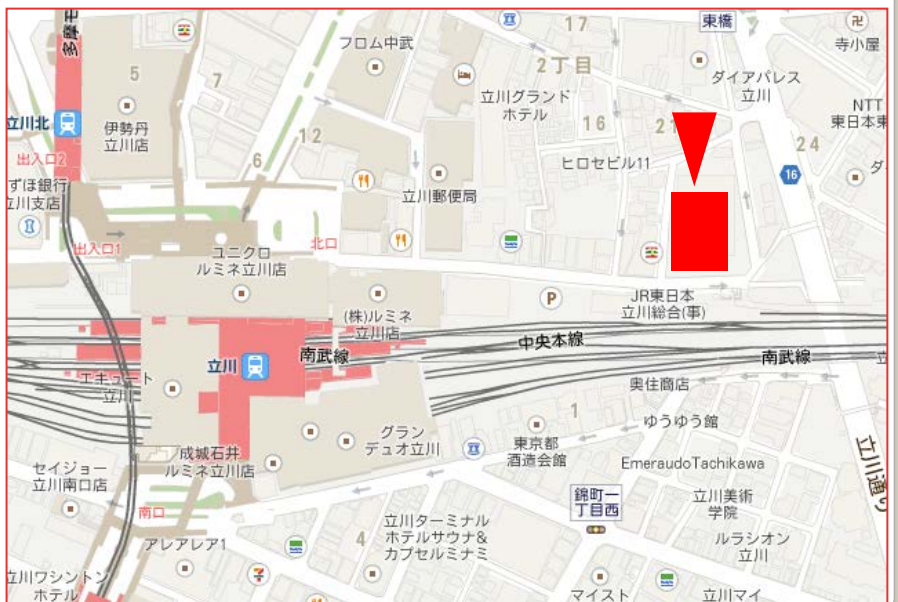 多摩モ
5
7
フロム中武
17
2丁目
東橋
寺小屋
ダイアパレス
立川
NTT
東日本東
立川グランド
ホテル
立川北
伊勢丹
立川店
12
16
21
24
出入口2
6
ヒロセビル11
16
ダ
ずほ銀行
立川支店
立川郵便局
出入口1
北口
ユニクロ
ルミネ立川店
P
JR東日本
立川総合(事)
(株)ルミネ
立川店
中央本線
南武線
南武線
立
立川
エキュート
立川
奥住商店
1
ゆうゆう館
グラン
デュオ立川
東京都
酒造会館
成城石井
ルミネ立川店
EmeraudoTachikawa
立川通り
セイジョー
立川南口店
錦町一
丁目西
立川美術
学院
南口
立川ターミナル
ホテルサウナ&
カプセルミナミ
4
アレアレア1
ルラシオン
立川
立川ワシントン
ホテル
マイスト
立川マイ